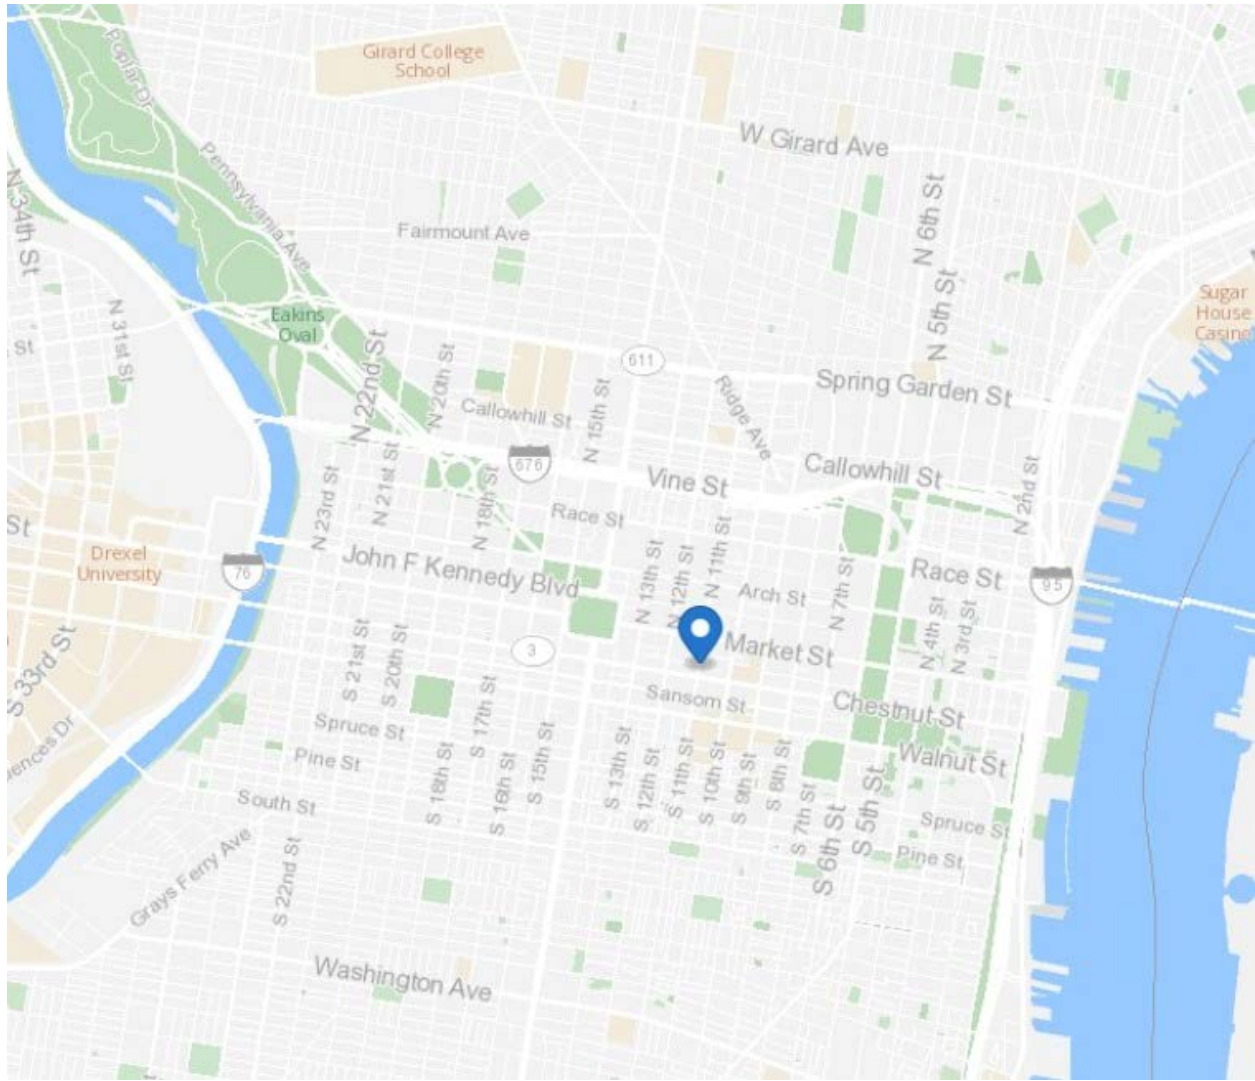 Poplar Dr
Girard College
School
W Girard Ave
Pennsylvania Ave
N 34th St
Fairmount Ave
N 6th St
N 31st St
Eakins
Oval
N 5th St
Sugar
House
Casino
St
N 22nd St
N 20th St
611
Spring Garden St
Callowhill St
N 15th St
Ridge Ave
676
Vine St
Callowhill St
N 2nd St
N 23rd St
N 21st St
N 18th St
Race St
St
Drexel
University
76
John F Kennedy Blvd
N 13th St
N 12th St
N 11th St
Arch St
N 7th St
Race St
95
N 4th St
N 3rd St
S 33rd St
S 21st St
S 20th St
3
Market St
Sansom St
Chestnut St
Spruce St
Pine St
S 17th St
Walnut St
iences Dr
South St
S 18th St
S 16th St
S 15th St
S 13th St
S 12th St
S 11th St
S 10th St
S 9th St
S 8th St
S 7th St
S 6th St
S 5th St
Spruce St
Pine St
Grays Ferry Ave
S 22nd St
Washington Ave